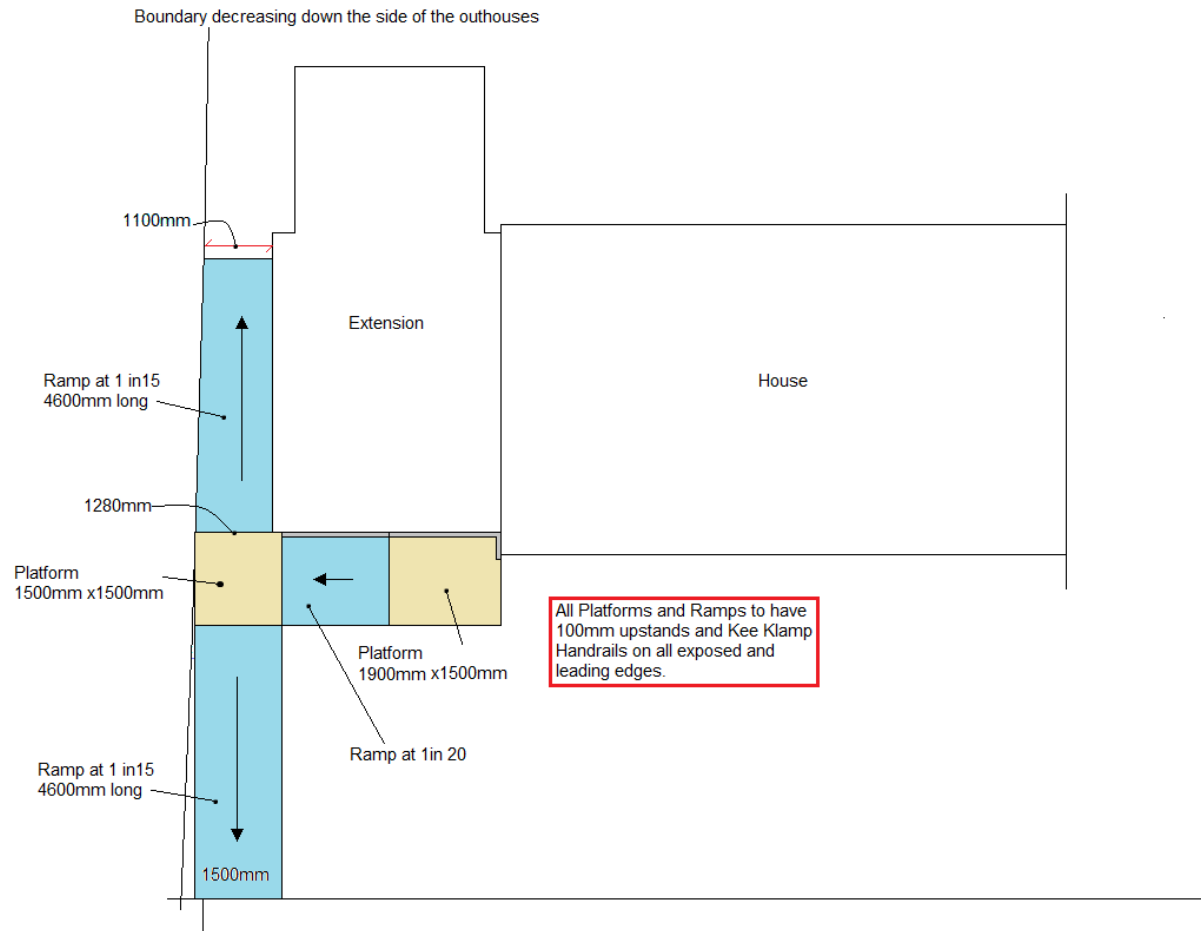 Boundary decreasing down the side of the outhouses
1100mm
Extension
House
Ramp at 1 in15
4600mm long
1280mm
Platform
1500mm x1500mm
All Platforms and Ramps to have
100mm upstands and Kee Klamp
Handrails on all exposed and
leading edges.
Platform
1900mm x1500mm
Ramp at 1in 20
Ramp at 1 in15
4600mm long
1500mm